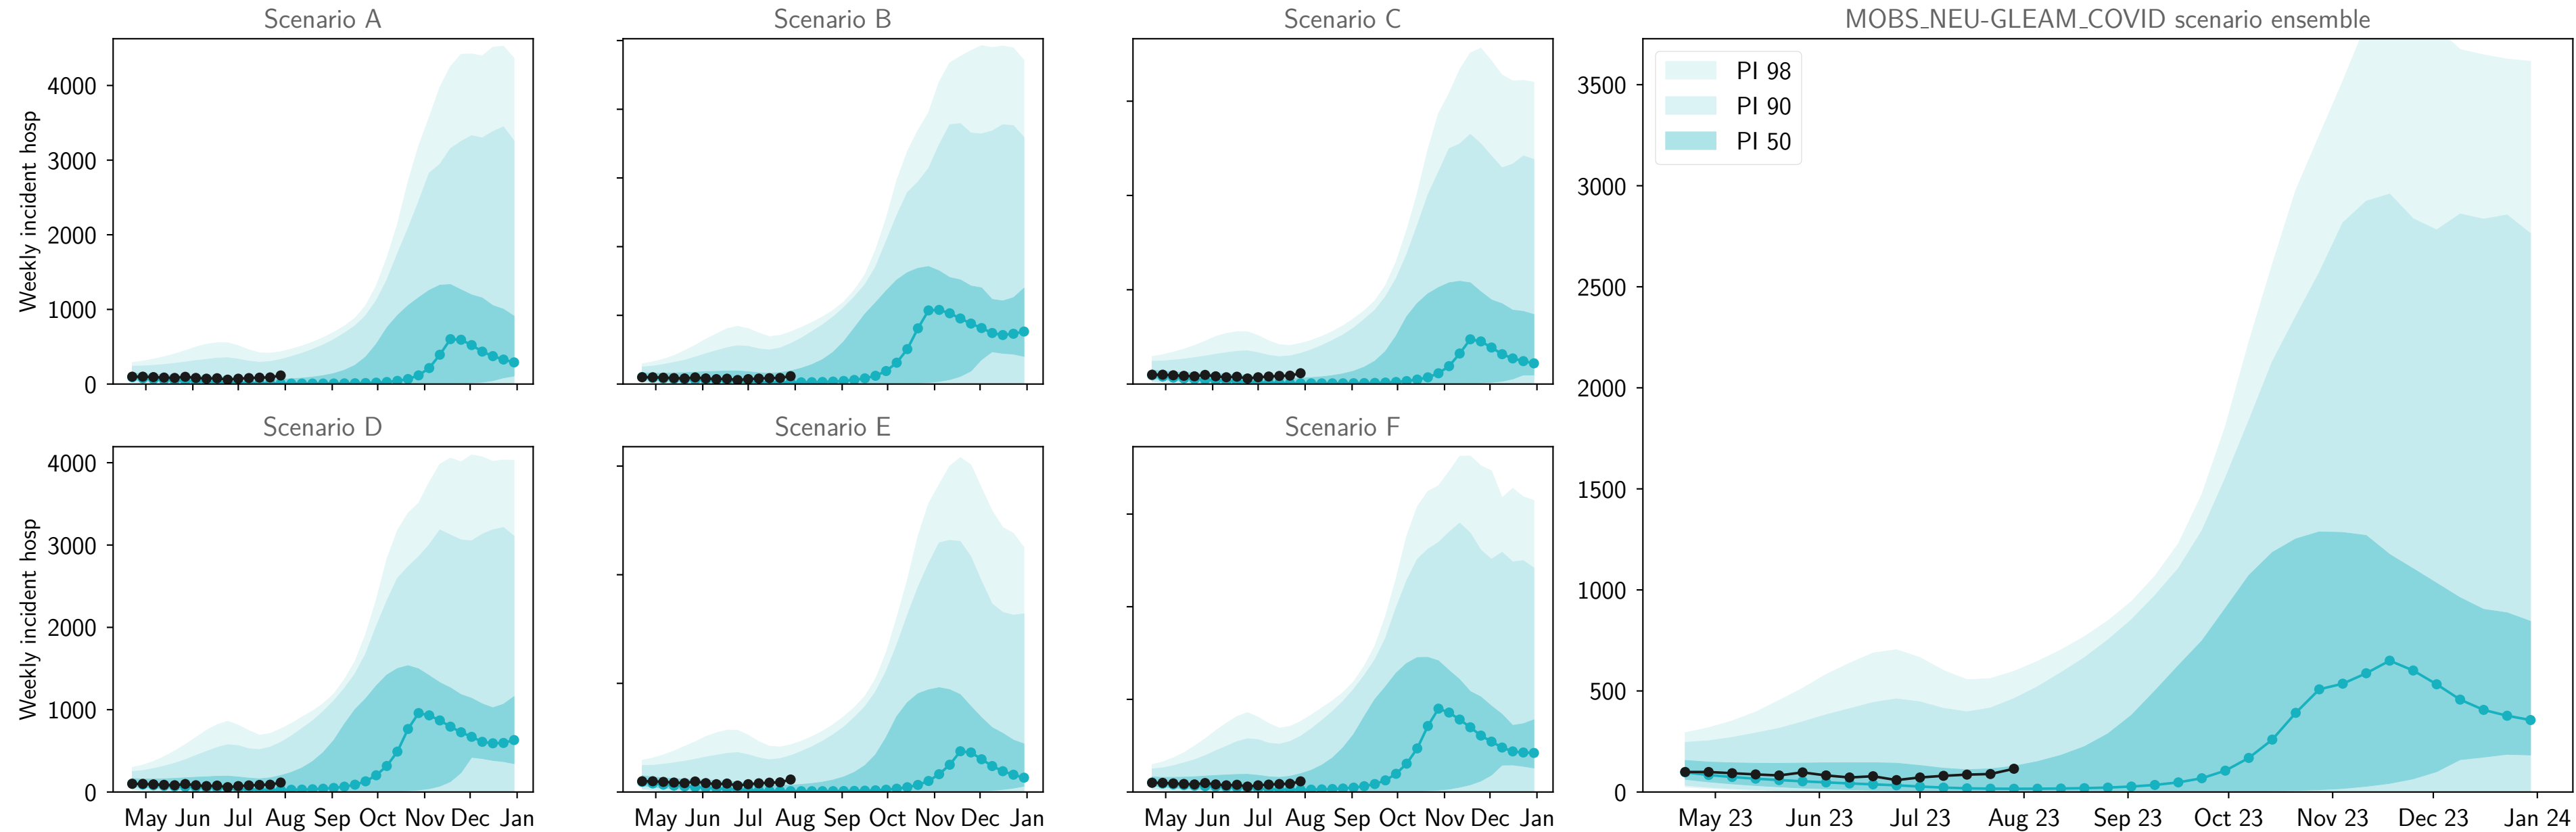 Scenario A
Scenario B
Scenario C
MOBS_NEU-GLEAM_COVID scenario ensemble
Weekly incident hosp
4000
3000
2000
1000
0
Scenario D
Scenario E
Scenario F
Weekly incident hosp
4000
3000
2000
1000
0
May Jun Jul Aug Sep Oct Nov Dec Jan
May Jun Jul Aug Sep Oct Nov Dec Jan
May Jun Jul Aug Sep Oct Nov Dec Jan
PI 98
PI 90
PI 50
3500
3000
2500
2000
1500
1000
500
0
May 23 Jun 23 Jul 23 Aug 23 Sep 23 Oct 23 Nov 23 Dec 23 Jan 24